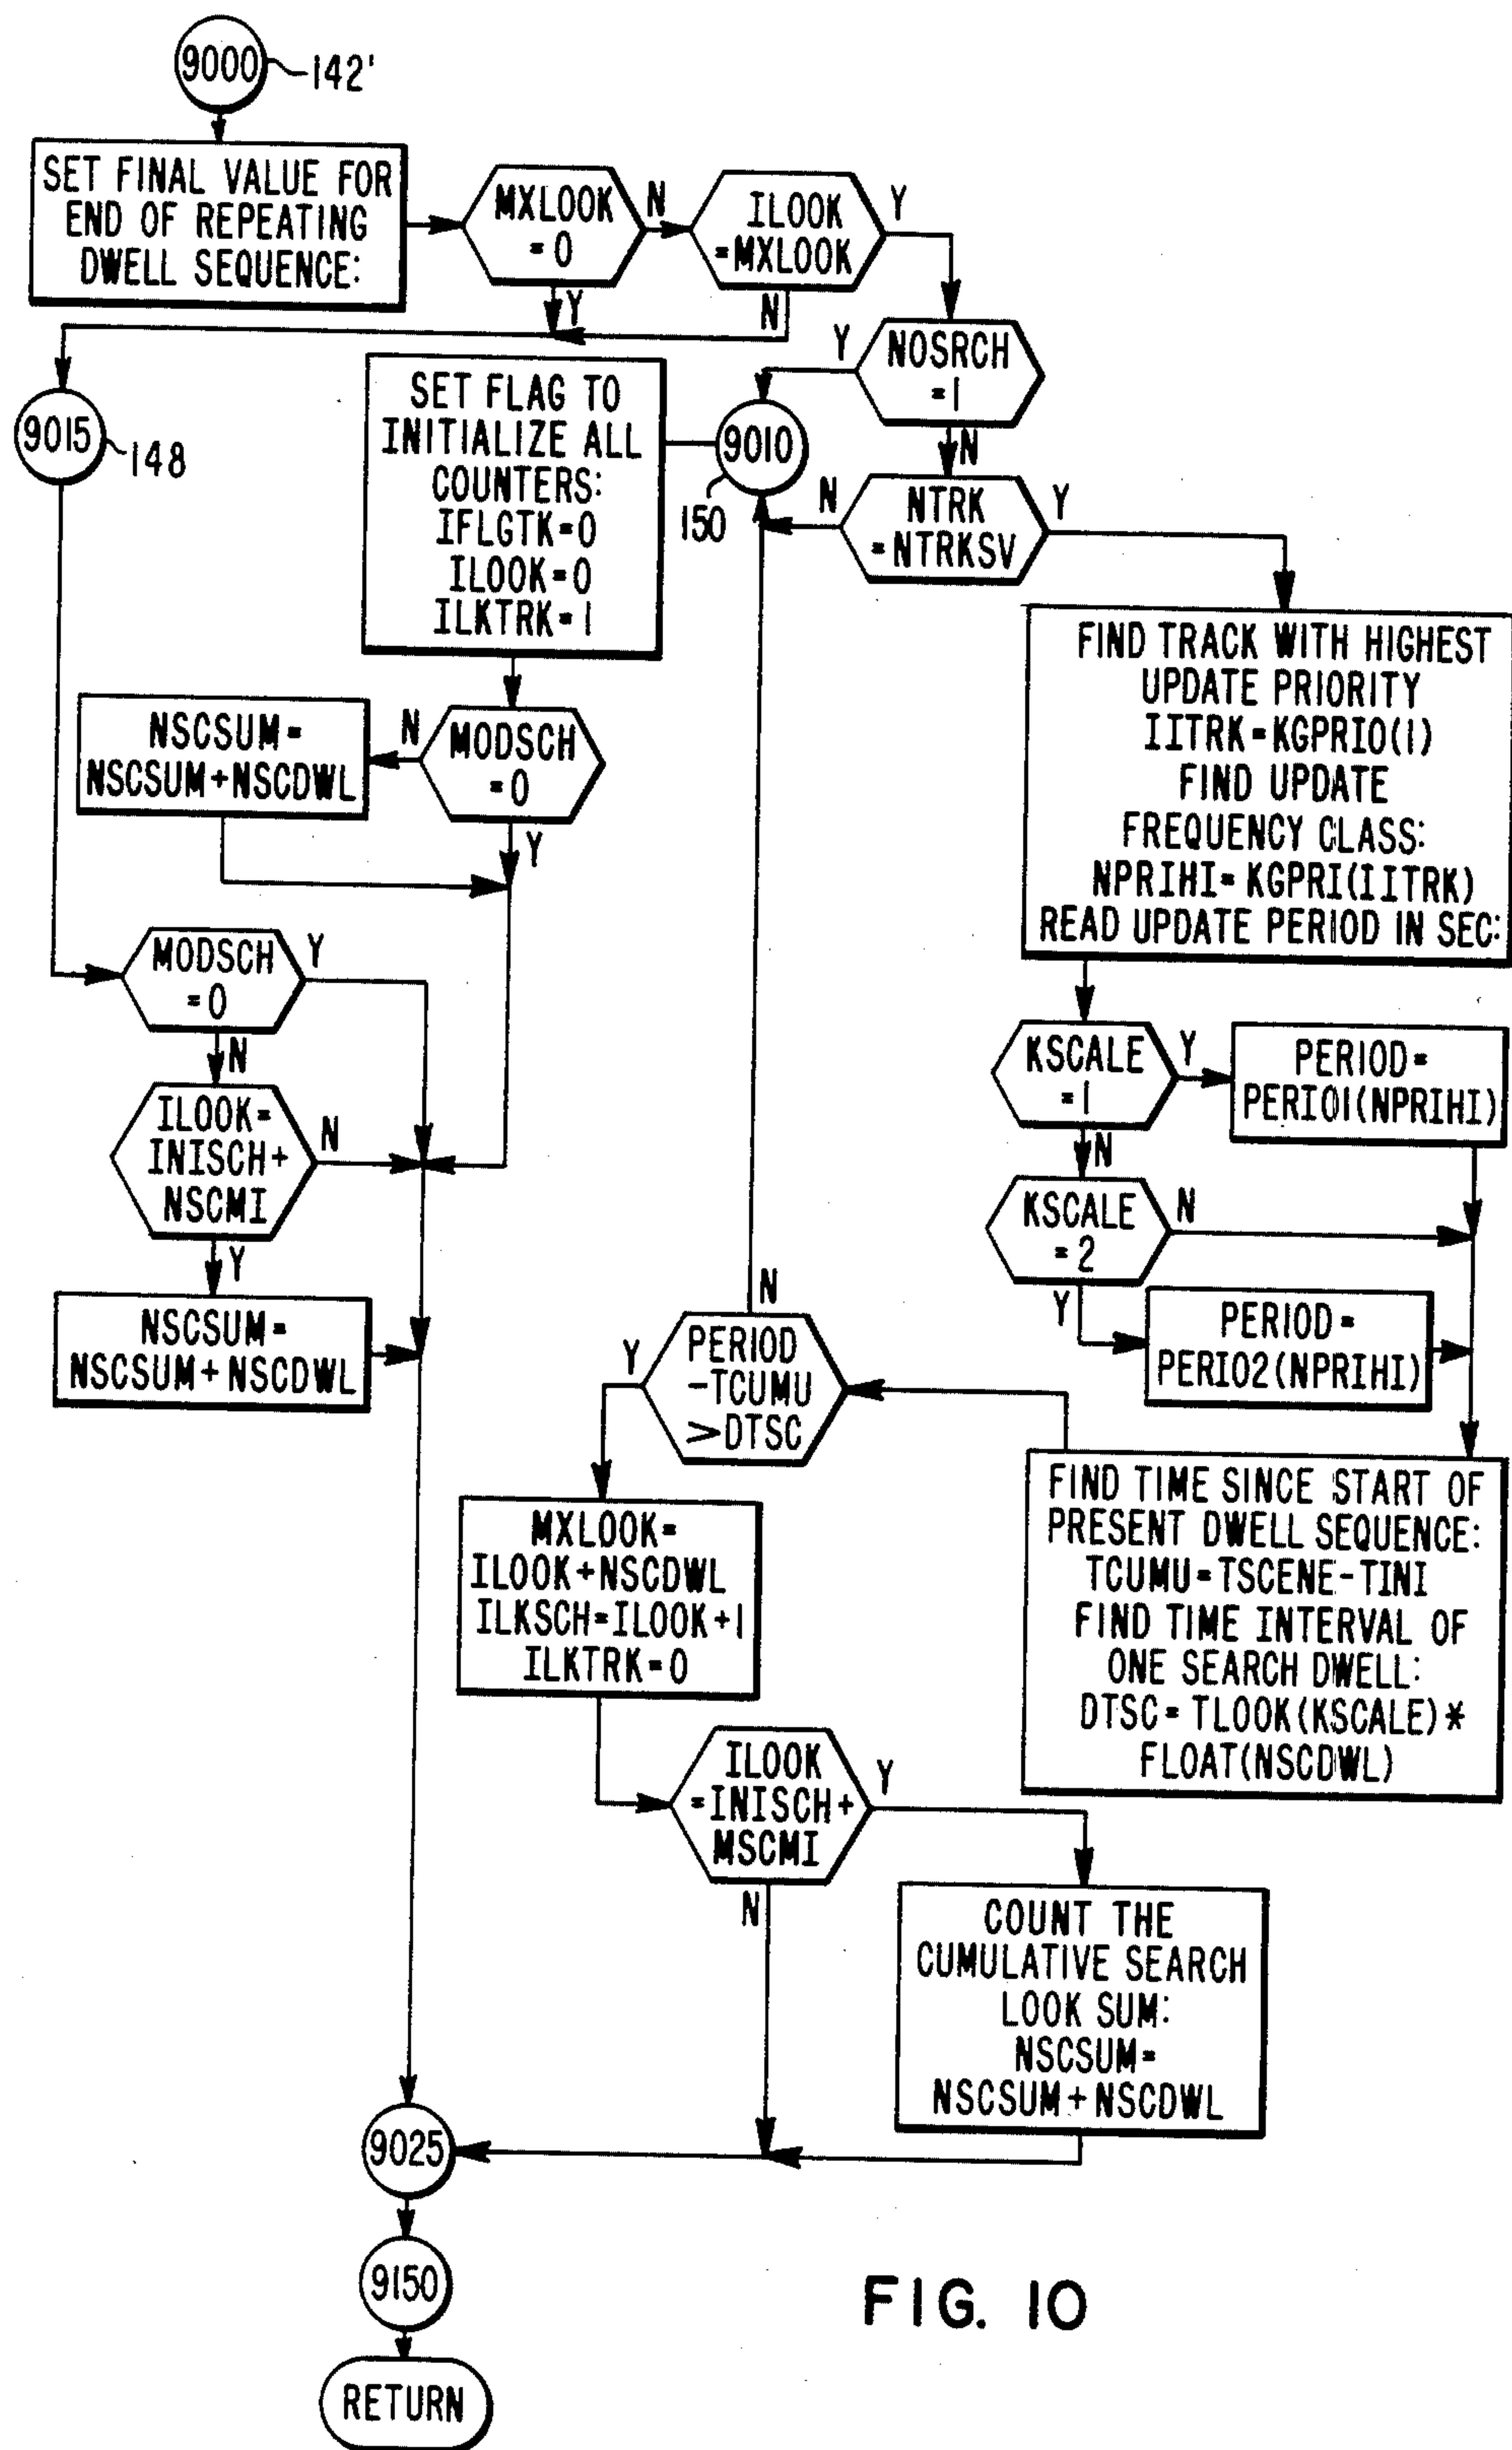 9000
142'
SET FINAL VALUE FOR
END OF REPEATING
DWELL SEQUENCE:
MXLOOK
=0
N
Y
ILOOK
=MXLOOK
Y
N
NOSRCH
=1
Y
N
9015
148
SET FLAG TO
INITIALIZE ALL
COUNTERS:
IFLGTK=0
ILOOK=0
ILKTRK=1
9010
150
NTRK
=NTRKSV
N
Y
FIND TRACK WITH HIGHEST
UPDATE PRIORITY
IITRK=KGPRIO(1)
FIND UPDATE
FREQUENCY CLASS:
NPRIHI=KGPRI(IITRK)
READ UPDATE PERIOD IN SEC:
NSCSUM=
NSCSUM+NSCDWL
N
MODSCH
=0
Y
MODSCH
=0
Y
N
ILOOK=
INISCH+
NSCMI
N
Y
NSCSUM=
NSCSUM+NSCDWL
KSCALE
=1
Y
N
PERIOD=
PERIO1(NPRIHI)
KSCALE
=2
N
Y
PERIOD=
PERIO2(NPRIHI)
N
Y
PERIOD
-TCUMU
>DTSC
FIND TIME SINCE START OF
PRESENT DWELL SEQUENCE:
TCUMU=TSCENE-TINI
FIND TIME INTERVAL OF
ONE SEARCH DWELL:
DTSC=TLOOK(KSCALE)*
FLOAT(NSCDWL)
MXLOOK=
ILOOK+NSCDWL
ILKSCH=ILOOK+1
ILKTRK=0
ILOOK
=INISCH+
MSCMI
Y
N
COUNT THE
CUMULATIVE SEARCH
LOOK SUM:
NSCSUM=
NSCSUM+NSCDWL
9025
9150
RETURN
FIG. 10